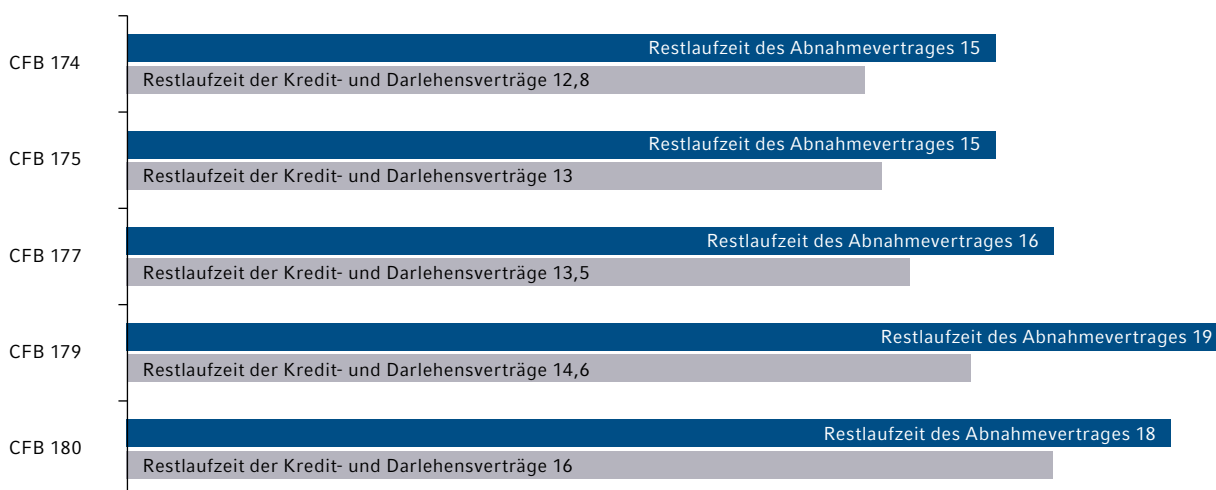 CFB 174
Restlaufzeit des Abnahmevertrages 15
Restlaufzeit der Kredit- und Darlehensverträge 12,8
CFB 175
Restlaufzeit des Abnahmevertrages 15
Restlaufzeit der Kredit- und Darlehensverträge 13
CFB 177
Restlaufzeit des Abnahmevertrages 16
Restlaufzeit der Kredit- und Darlehensverträge 13,5
CFB 179
Restlaufzeit des Abnahmevertrages 19
Restlaufzeit der Kredit- und Darlehensverträge 14,6
CFB 180
Restlaufzeit des Abnahmevertrages 18
Restlaufzeit der Kredit- und Darlehensverträge 16